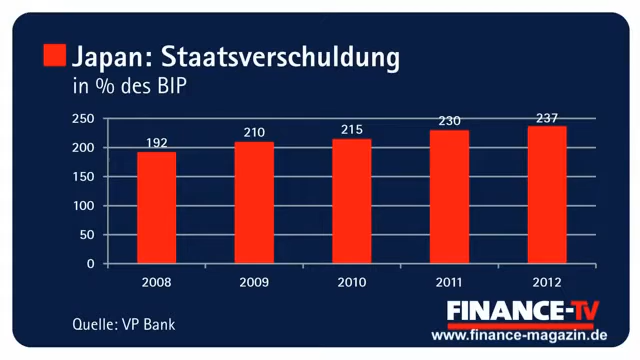 Japan: Staatsverschuldung
in % des BIP
250
200
150
100
50
0
192
210
215
230
237
2008 2009 2010 2011 2012
Quelle: VP Bank
FINANCE-TV
www.finance-magazin.de